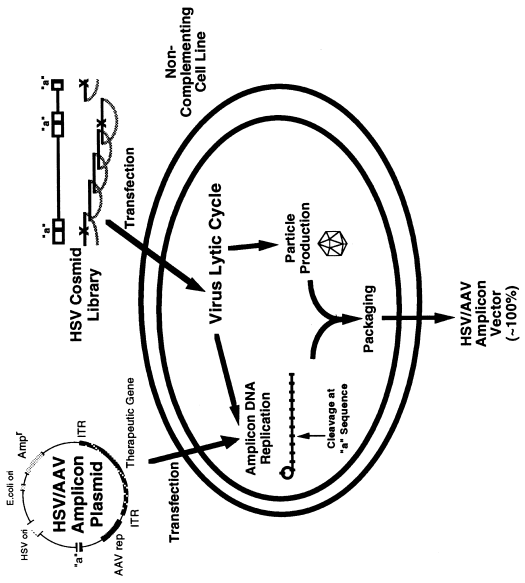 "a"
"a"
"a"
HSV Cosmid
Library
Transfection
Non-
Complementing
Cell Line
HSV ori
E.coli ori
Ampr
ITR
HSV/AAV
Amplicon
Plasmid
"a"
AAV rep
ITR
Therapeutic Gene
Transfection
Virus Lytic Cycle
Amplicon DNA
Replication
Cleavage at
"a" Sequence
Particle
Production
Packaging
HSV/AAV
Amplicon
Vector
(~100%)